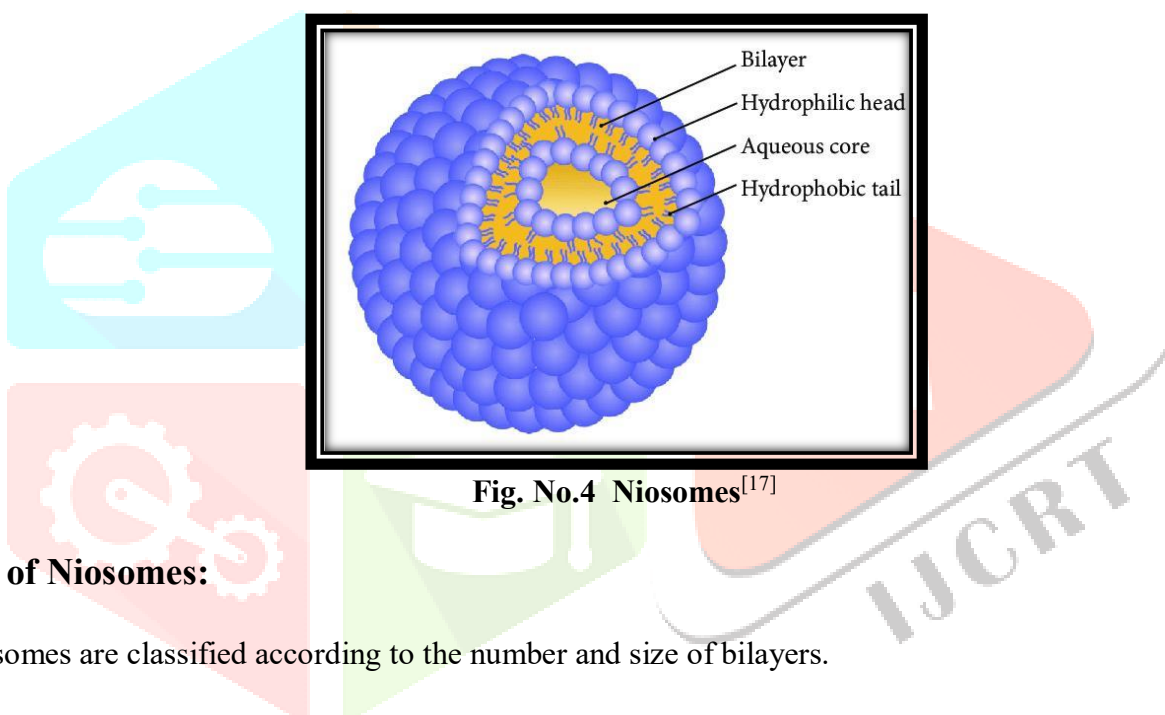 Bilayer
Hydrophilic head
Aqueous core
Hydrophobic tail
Fig. No.4 Niosomes[17]
of Niosomes:
somes are classified according to the number and size of bilayers.
IJCRT